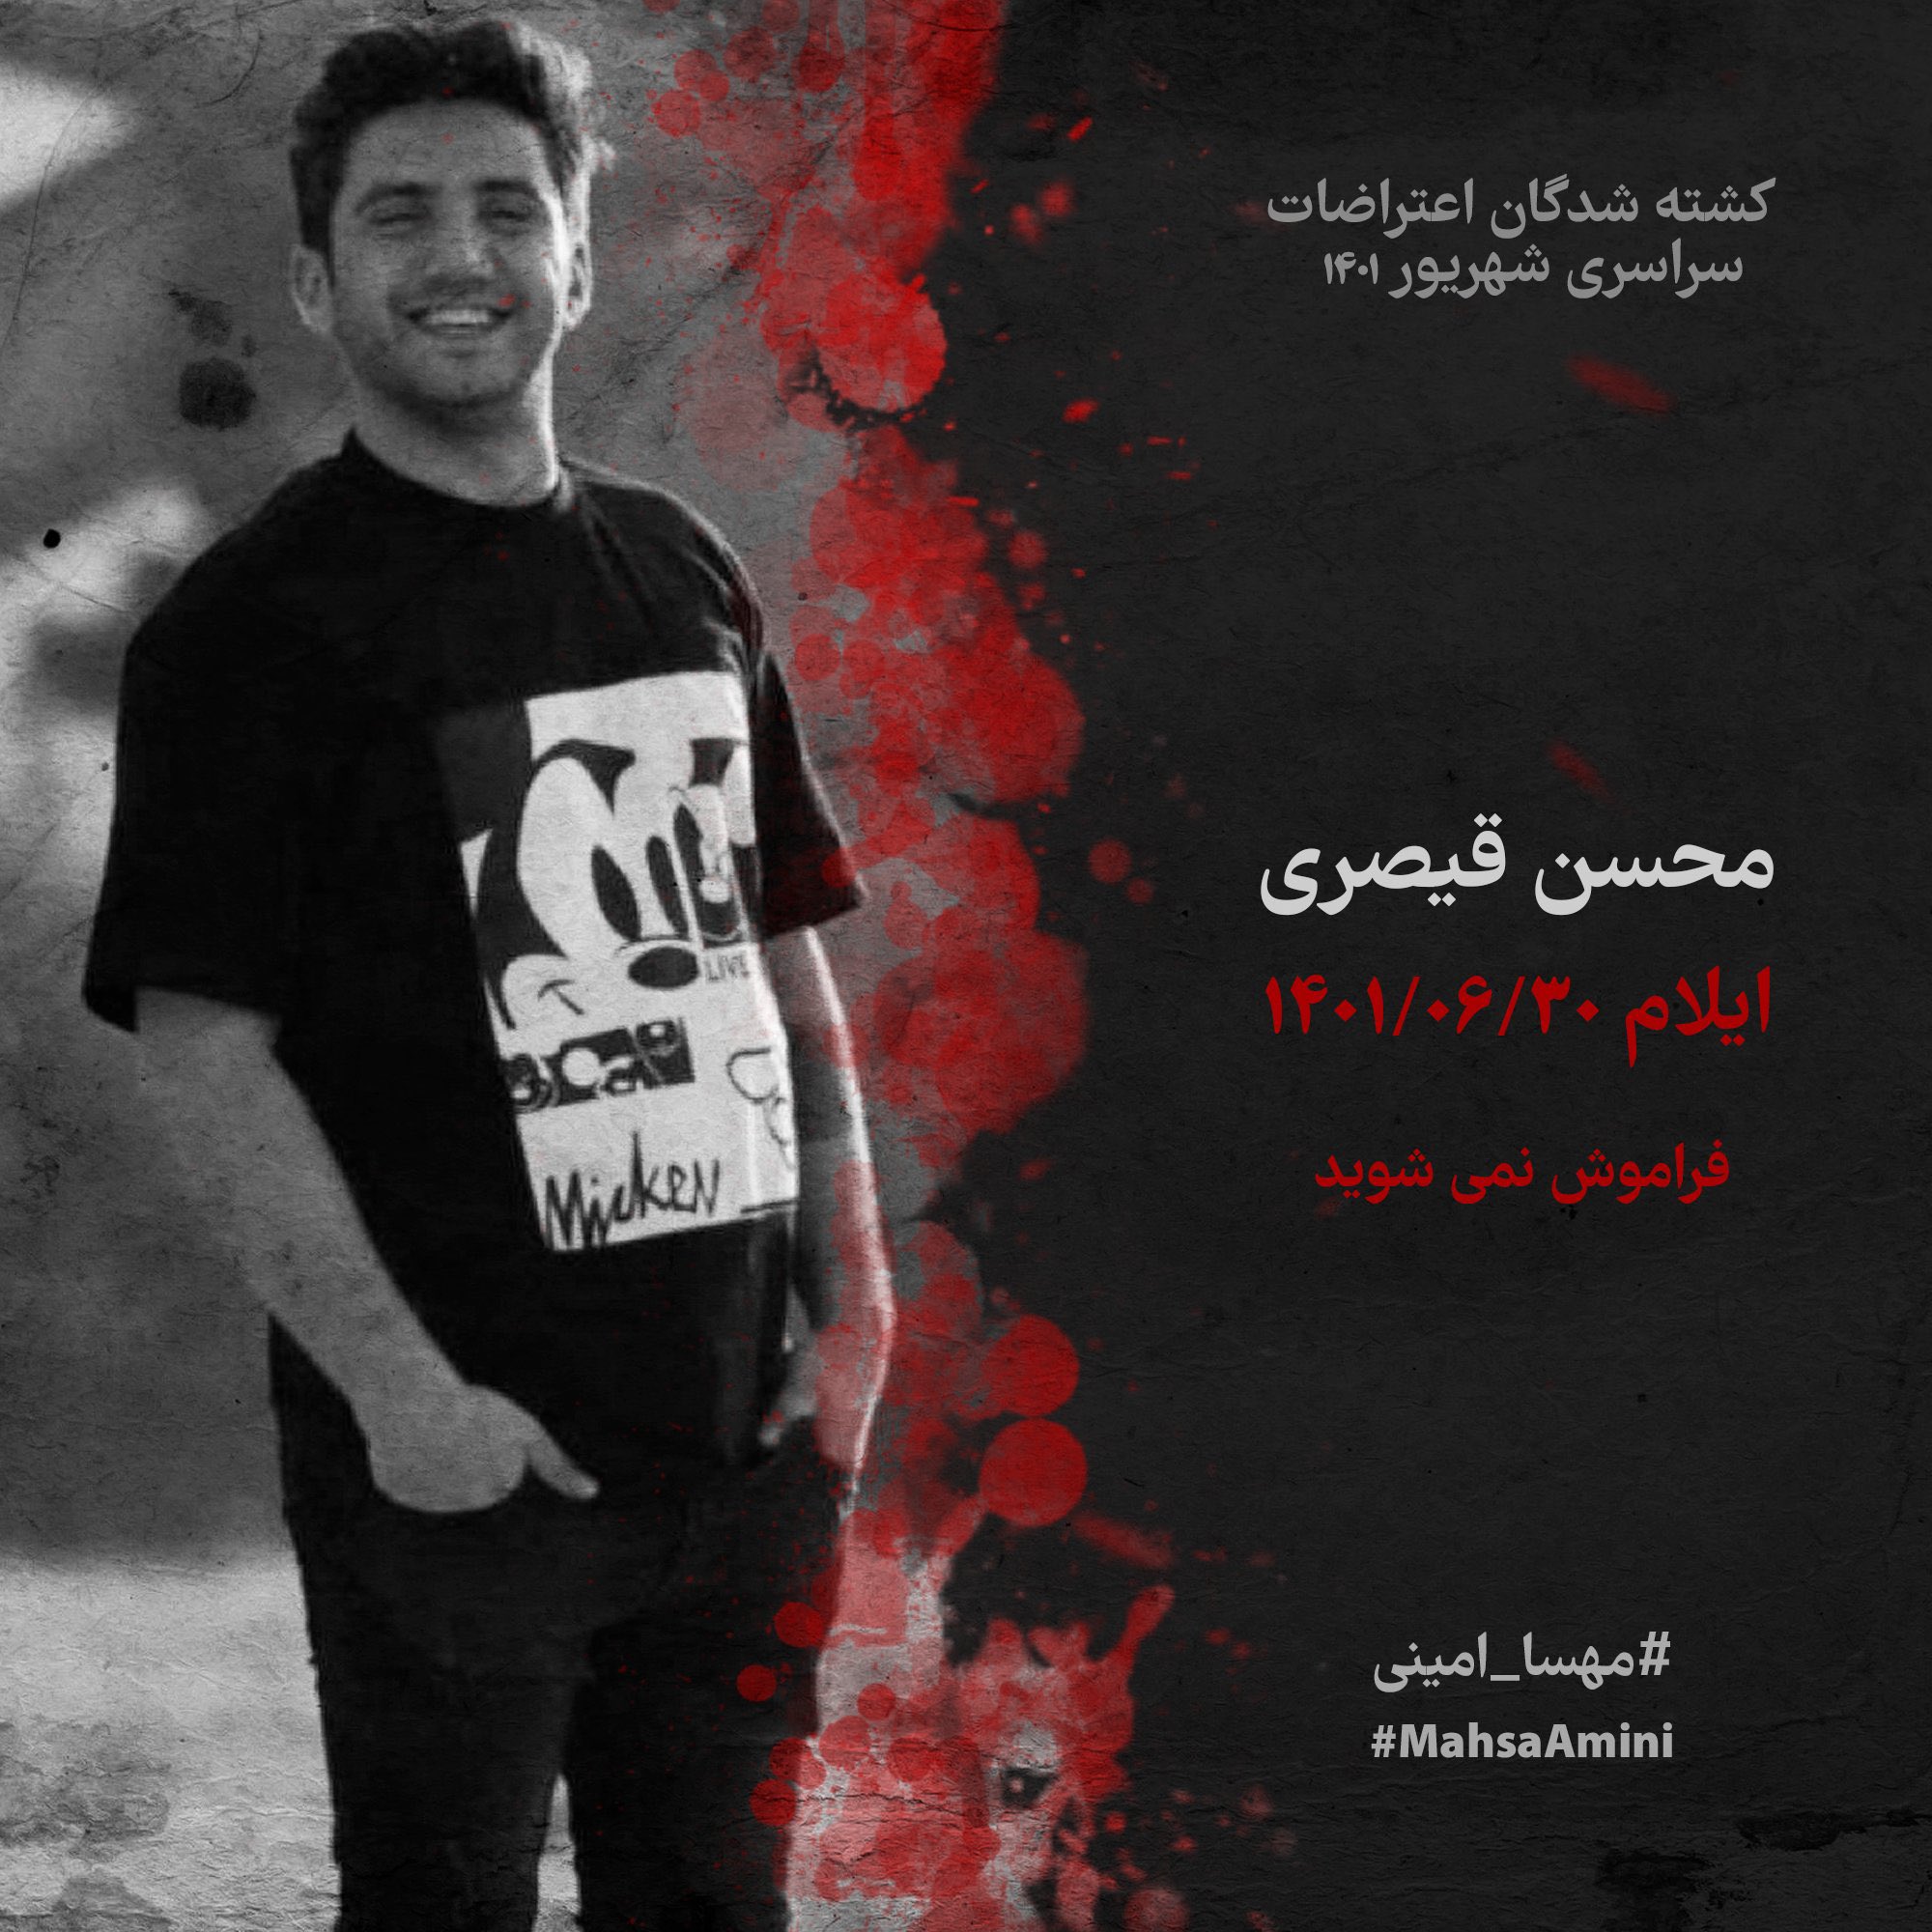 کشته شدگان اعتراضات
سراسری شهریور ۱۴۰۱
محسن قیصری
ایلام ۱۴۰۱/۰۶/۳۰
فراموش نمی شوید
#مهسا_امینی
#MahsaAmini
LIVE
Micken